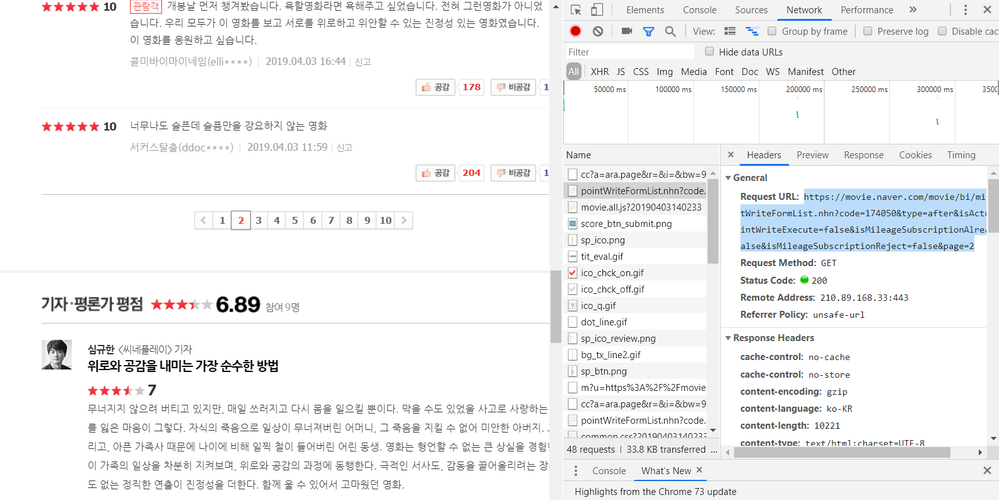 10 관람객 개봉날 먼저 챙겨봤습니다. 욕할영화라면 욕해주고 싶었습니다. 전혀 그런영화가 아니었
습니다. 우리 모두가 이 영화를 보고 서로를 위로하고 위안할 수 있는 진정성 있는 영화였습니다.
이 영화를 응원하고 싶습니다.
콜미바이마이네임(elli****) | 2019.04.03 16:44 | 신고
공감 178 비공감 1
10 너무나도 슬픈데 슬픔만을 강요하지 않는 영화
서커스탈출(ddoc****) | 2019.04.03 11:59 | 신고
공감 204 비공감 1
< 1 2 3 4 5 6 7 8 9 10 >
기자·평론가 평점 6.89 참여 9명
심규한 <씨네플레이> 기자
위로와 공감을 내미는 가장 순수한 방법
7
무너지지 않으려 버티고 있지만, 매일 쓰러지고 다시 몸을 일으킬 뿐이다. 막을 수도 있었을 사고로 사랑하는
를 잃은 마음이 그렇다. 자식의 죽음으로 일상이 무너져버린 어머니, 그 죽음을 지킬 수 없어 미안한 아버지.
리고, 아픈 가족사 때문에 나이에 비해 일찍 철이 들어버린 어린 동생. 영화는 형언할 수 없는 큰 상실을 경험한
이 가족의 일상을 차분히 지켜보며, 위로와 공감의 과정에 동행한다. 극적인 서사도, 감동을 끌어올리려는 장
도 없는 정직한 연출이 진정성을 더한다. 함께 울 수 있어서 고마웠던 영화.
Elements Console Sources Network Performance »
View: Group by frame Preserve log Disable cac
Filter Hide data URLs
All XHR JS CSS Img Media Font Doc WS Manifest Other
50000 ms 100000 ms 150000 ms 200000 ms 250000 ms 300000 ms 3500
Name
cc?a=ara.page&r=&i=&bw=9
pointWriteFormList.nhn?code.
movie.all.js?20190403140233
score_btn_submit.png
sp_ico.png
tit_eval.gif
ico_chck_on.gif
ico_chck_off.gif
ico_q.gif
dot_line.gif
sp_ico_review.png
bg_tx_line2.gif
sp_btn.png
m?u=https%3A%2F%2Fmovie
cc?a=ara.page&r=&i=&bw=9
pointWriteFormList.nhn?code.
common.css?20190403140233
48 requests | 33.8 KB transferred ...
× Headers Preview Response Cookies Timing
General
Request URL: https://movie.naver.com/movie/bi/mi
tWriteFormList.nhn?code=174050&type=after&isActu
intWriteExecute=false&isMileageSubscriptionAlrea
alse&isMileageSubscriptionReject=false&page=2
Request Method: GET
Status Code: 200
Remote Address: 210.89.168.33:443
Referrer Policy: unsafe-url
Response Headers
cache-control: no-cache
cache-control: no-store
content-encoding: gzip
content-language: ko-KR
content-length: 10221
content-type: text/html;charset=UTF-8
Console What's New ×
Highlights from the Chrome 73 update